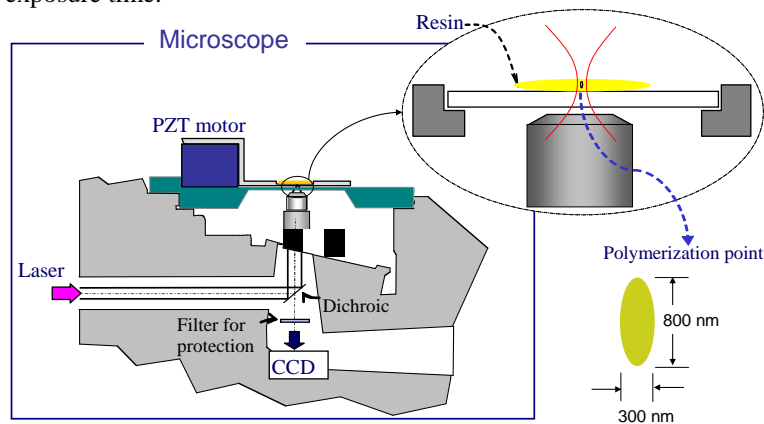 exposure time.
Microscope
Resin
PZT motor
Laser
Dichroic
Filter for
protection
CCD
Polymerization point
800 nm
300 nm